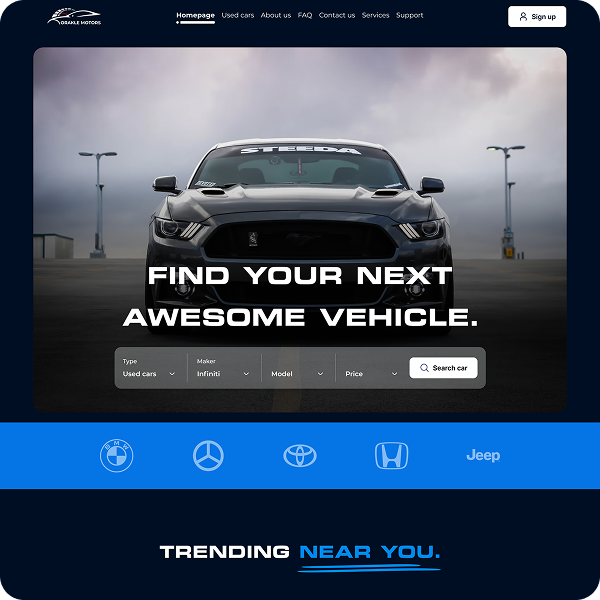 ORAKLE MOTORS
Homepage Used cars About us FAQ Contact us Services Support
Sign up
STEEDA
FIND YOUR NEXT
AWESOME VEHICLE.
Type Maker
Used cars Infiniti Model Price Search car
BMW Jeep
TRENDING NEAR YOU.